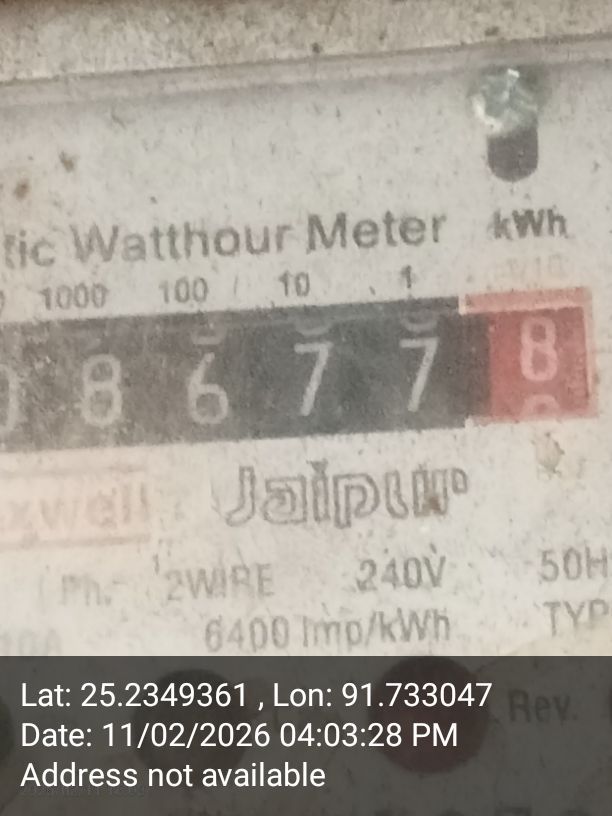 tic Watthour Meter kWh
1000 100 10 1 1/10
0 8 6 7 7 8
Jaipur
Ph. 2WIRE 240V 50H
6400 Imp/kWh TYP
Rev.
Lat: 25.2349361 , Lon: 91.733047
Date: 11/02/2026 04:03:28 PM
Address not available